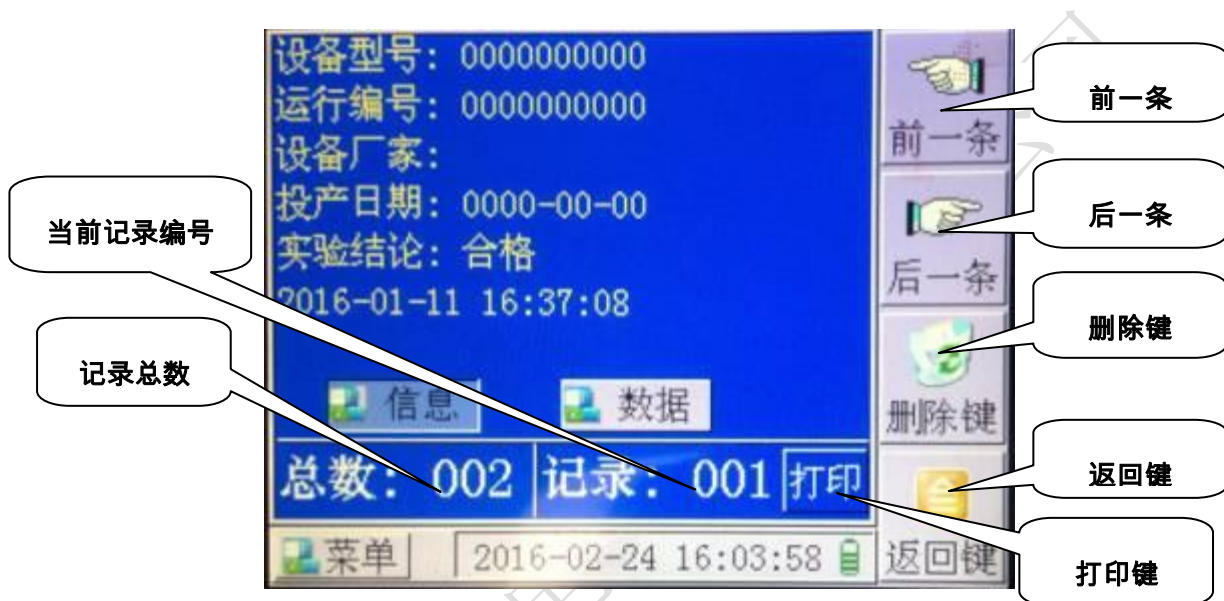 设备型号: 0000000000
运行编号: 0000000000
设备厂家:
投产日期: 0000-00-00
实验结论: 合格
2016-01-11 16:37:08
信息
数据
总数: 002
记录: 001
打印
菜单
2016-02-24 16:03:58
前一条
后一条
删除键
返回键
当前记录编号
记录总数
前一条
后一条
删除键
返回键
打印键